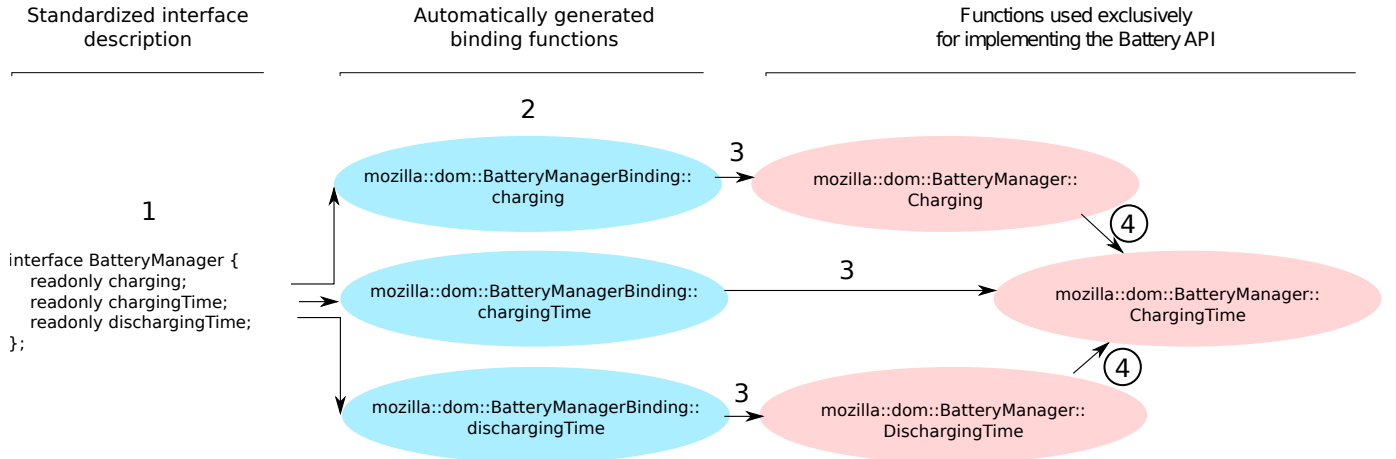 Standardized interface
description
Automatically generated
binding functions
Functions used exclusively
for implementing the Battery API
1
interface BatteryManager {
readonly charging;
readonly chargingTime;
readonly dischargingTime;
};
2
mozilla::dom::BatteryManagerBinding::
charging
3
mozilla::dom::BatteryManager::
Charging
4
mozilla::dom::BatteryManagerBinding::
chargingTime
3
mozilla::dom::BatteryManager::
ChargingTime
4
mozilla::dom::BatteryManagerBinding::
dischargingTime
3
mozilla::dom::BatteryManager::
DischargingTime